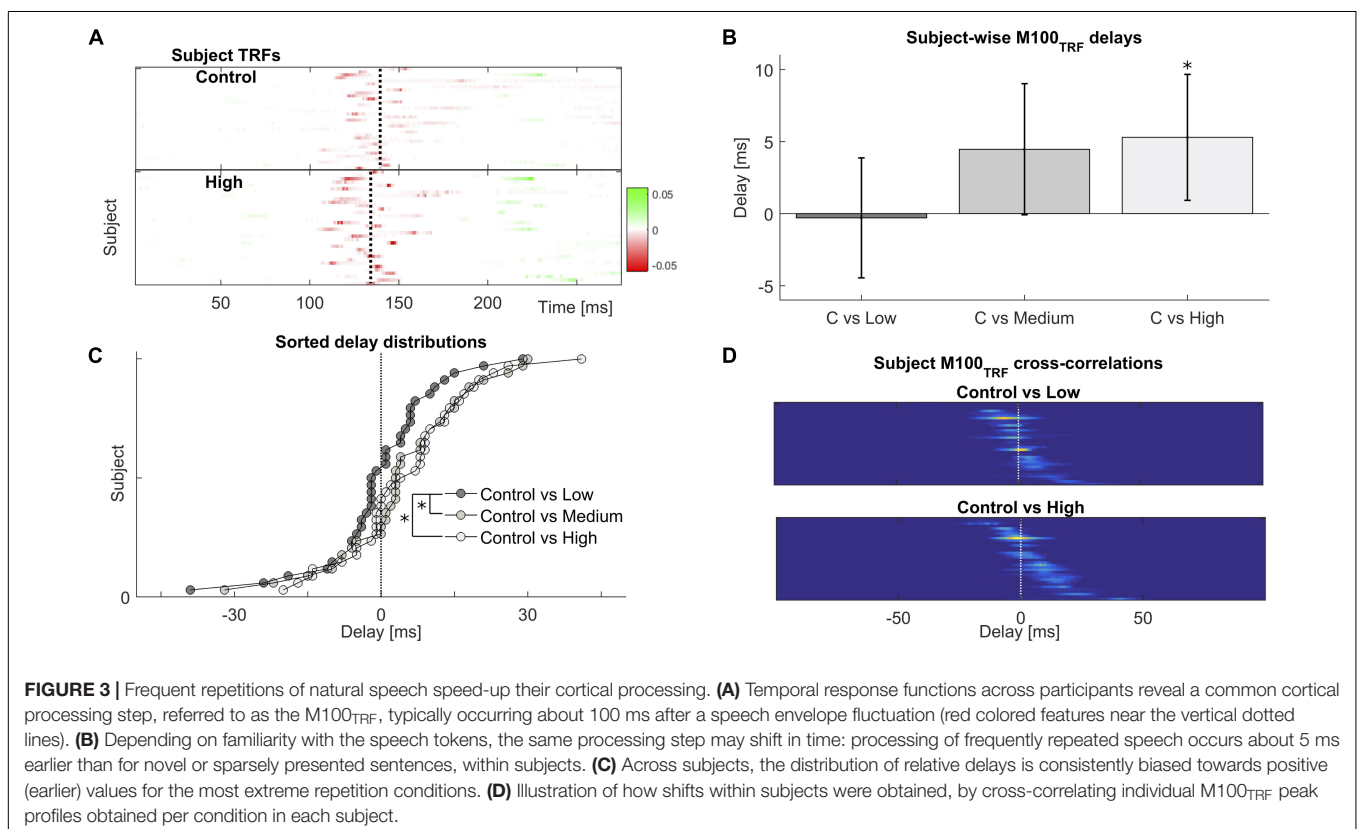 A
Subject TRFs
Control
High
Subject
0.05
0
-0.05
50 100 150 200 Time [ms]
B
Subject-wise M100TRF delays
*
Delay [ms]
10
5
0
-5
C vs Low C vs Medium C vs High
C
Sorted delay distributions
Subject
0
* Control vs Low
* Control vs Medium
Control vs High
-30 0 30
Delay [ms]
D
Subject M100TRF cross-correlations
Control vs Low
Control vs High
-50 0 50
Delay [ms]
FIGURE 3 | Frequent repetitions of natural speech speed-up their cortical processing. (A) Temporal response functions across participants reveal a common cortical
processing step, referred to as the M100TRF, typically occurring about 100 ms after a speech envelope fluctuation (red colored features near the vertical dotted
lines). (B) Depending on familiarity with the speech tokens, the same processing step may shift in time: processing of frequently repeated speech occurs about 5 ms
earlier than for novel or sparsely presented sentences, within subjects. (C) Across subjects, the distribution of relative delays is consistently biased towards positive
(earlier) values for the most extreme repetition conditions. (D) Illustration of how shifts within subjects were obtained, by cross-correlating individual M100TRF peak
profiles obtained per condition in each subject.